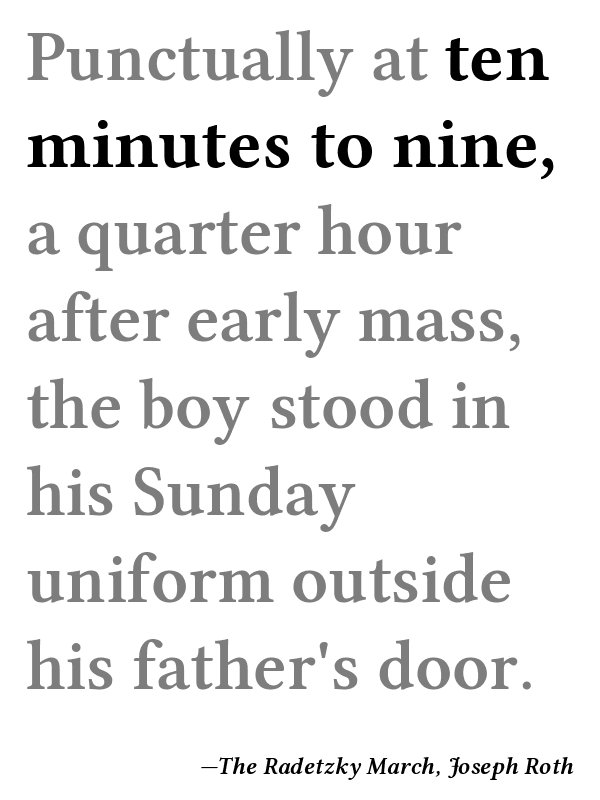 Punctually at ten
minutes to nine,
a quarter hour
after early mass,
the boy stood in
his Sunday
uniform outside
his father's door.
—The Radetzky March, Joseph Roth